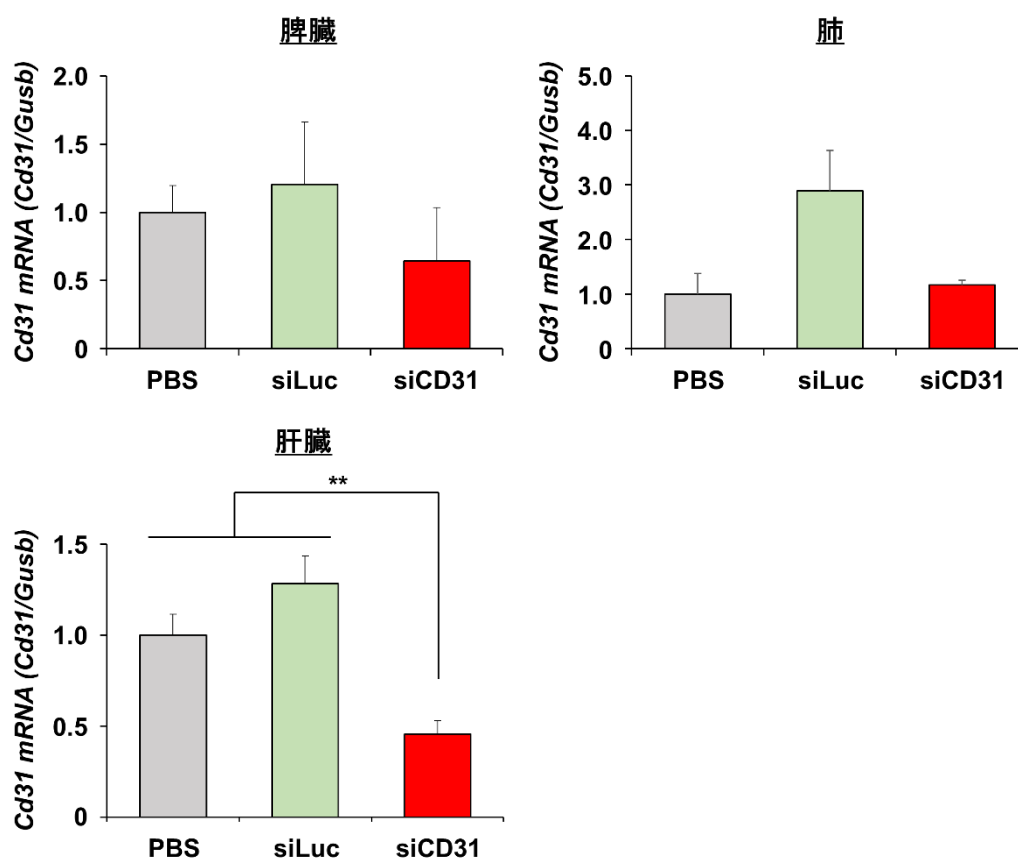 脾臓
Cd31 mRNA (Cd31/Gusb)
2.0
1.5
1.0
0.5
0
PBS siLuc siCD31
肺
Cd31 mRNA (Cd31/Gusb)
5.0
4.0
3.0
2.0
1.0
0.0
PBS siLuc siCD31
肝臓
**
Cd31 mRNA (Cd31/Gusb)
1.5
1.0
0.5
0
PBS siLuc siCD31